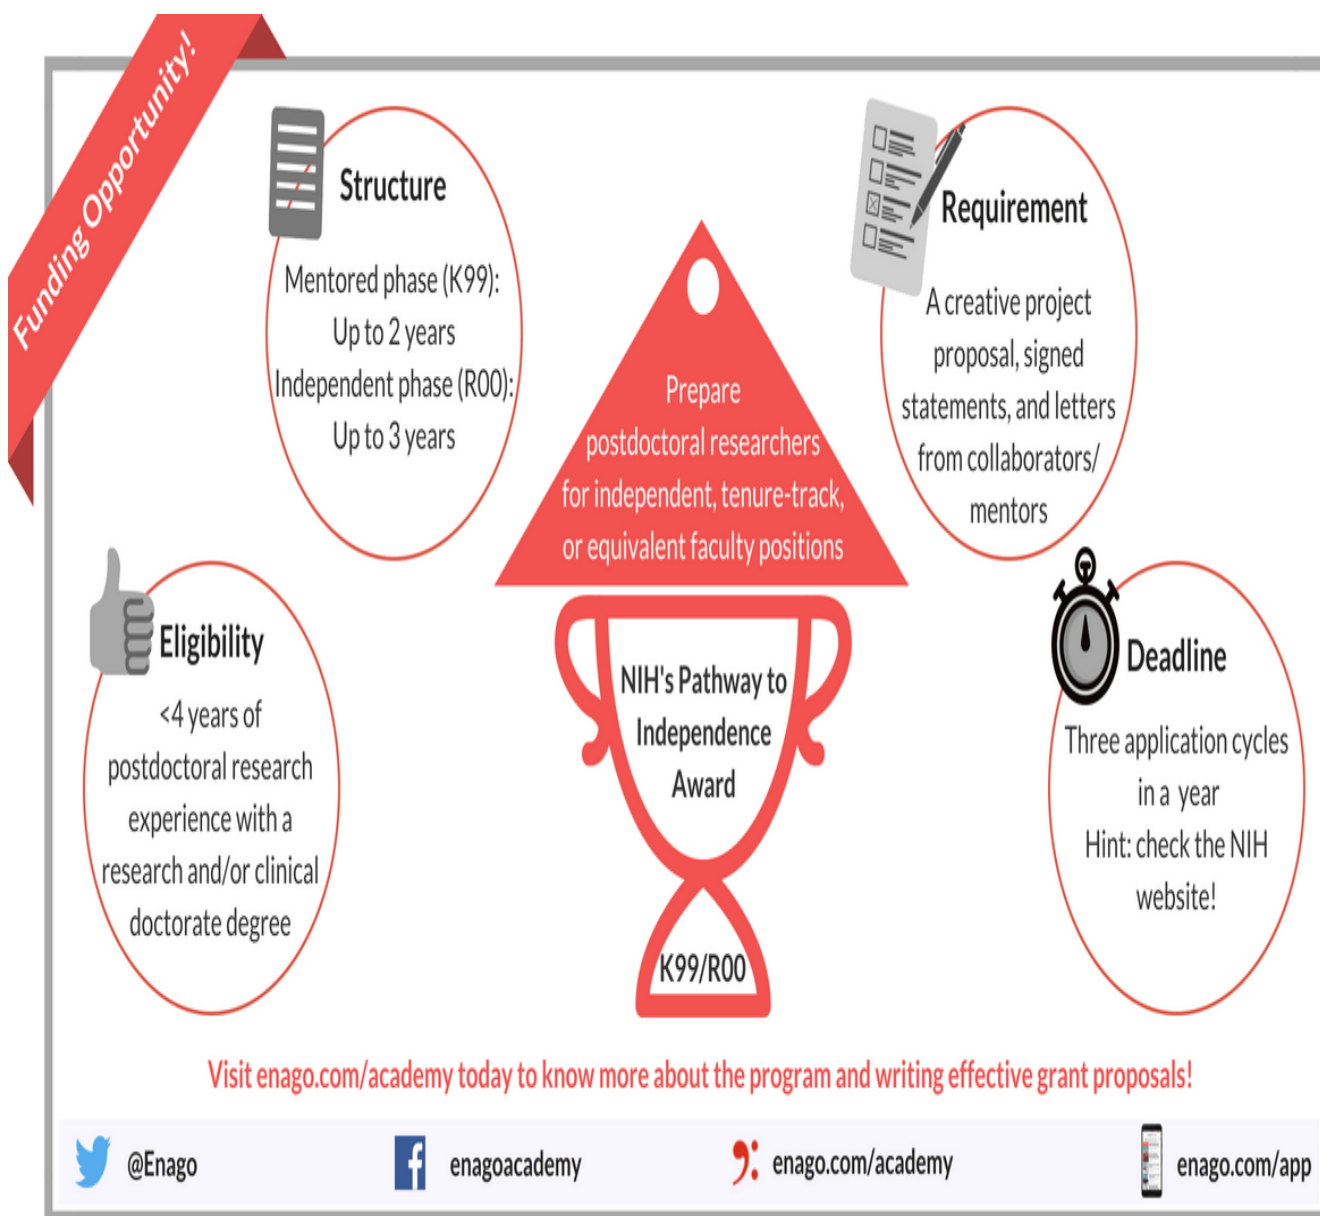 Funding Opportunity!
Structure
Mentored phase (K99):
Up to 2 years
Independent phase (R00):
Up to 3 years
Requirement
A creative project
proposal, signed
statements, and letters
from collaborators/
mentors
Prepare
postdoctoral researchers
for independent, tenure-track,
or equivalent faculty positions
Eligibility
<4 years of
postdoctoral research
experience with a
research and/or clinical
doctorate degree
NIH's Pathway to
Independence
Award
K99/R00
Deadline
Three application cycles
in a year
Hint: check the NIH
website!
Visit enago.com/academy today to know more about the program and writing effective grant proposals!
@Enago
enagoacademy
enago.com/academy
enago.com/app